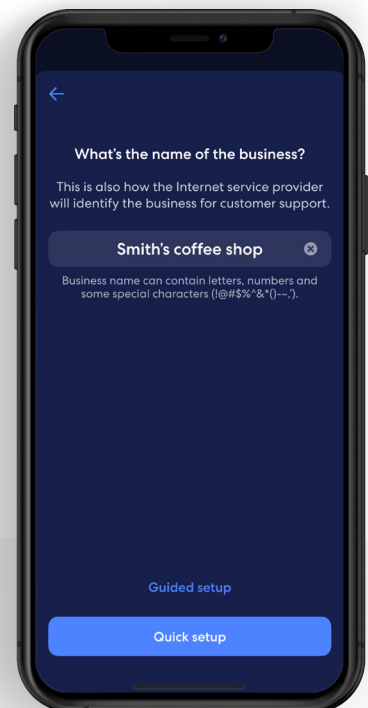 What's the name of the business?
This is also how the Internet service provider
will identify the business for customer support.
Smith's coffee shop
Business name can contain letters, numbers and
some special characters (!@#$%^&*()-~,').
Guided setup
Quick setup